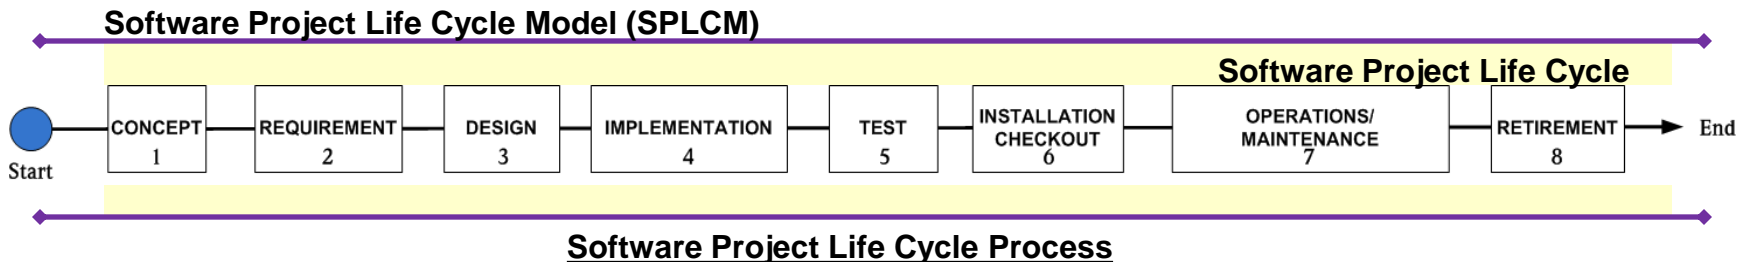 Software Project Life Cycle Model (SPLCM)
Software Project Life Cycle
Start
CONCEPT
1
REQUIREMENT
2
DESIGN
3
IMPLEMENTATION
4
TEST
5
INSTALLATION
CHECKOUT
6
OPERATIONS/
MAINTENANCE
7
RETIREMENT
8
End
Software Project Life Cycle Process